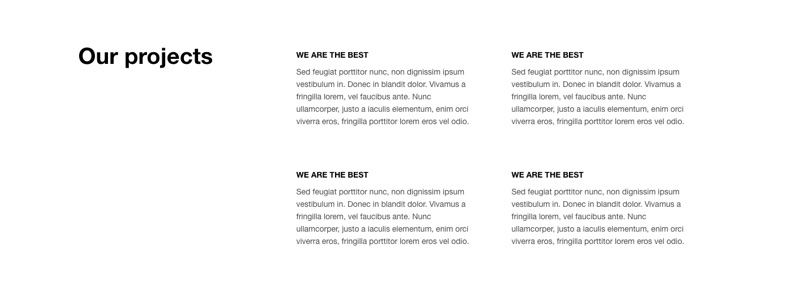 Our projects
WE ARE THE BEST
Sed feugiat porttitor nunc, non dignissim ipsum
vestibulum in. Donec in blandit dolor. Vivamus a
fringilla lorem, vel faucibus ante. Nunc
ullamcorper, justo a iaculis elementum, enim orci
viverra eros, fringilla porttitor lorem eros vel odio.
WE ARE THE BEST
Sed feugiat porttitor nunc, non dignissim ipsum
vestibulum in. Donec in blandit dolor. Vivamus a
fringilla lorem, vel faucibus ante. Nunc
ullamcorper, justo a iaculis elementum, enim orci
viverra eros, fringilla porttitor lorem eros vel odio.
WE ARE THE BEST
Sed feugiat porttitor nunc, non dignissim ipsum
vestibulum in. Donec in blandit dolor. Vivamus a
fringilla lorem, vel faucibus ante. Nunc
ullamcorper, justo a iaculis elementum, enim orci
viverra eros, fringilla porttitor lorem eros vel odio.
WE ARE THE BEST
Sed feugiat porttitor nunc, non dignissim ipsum
vestibulum in. Donec in blandit dolor. Vivamus a
fringilla lorem, vel faucibus ante. Nunc
ullamcorper, justo a iaculis elementum, enim orci
viverra eros, fringilla porttitor lorem eros vel odio.